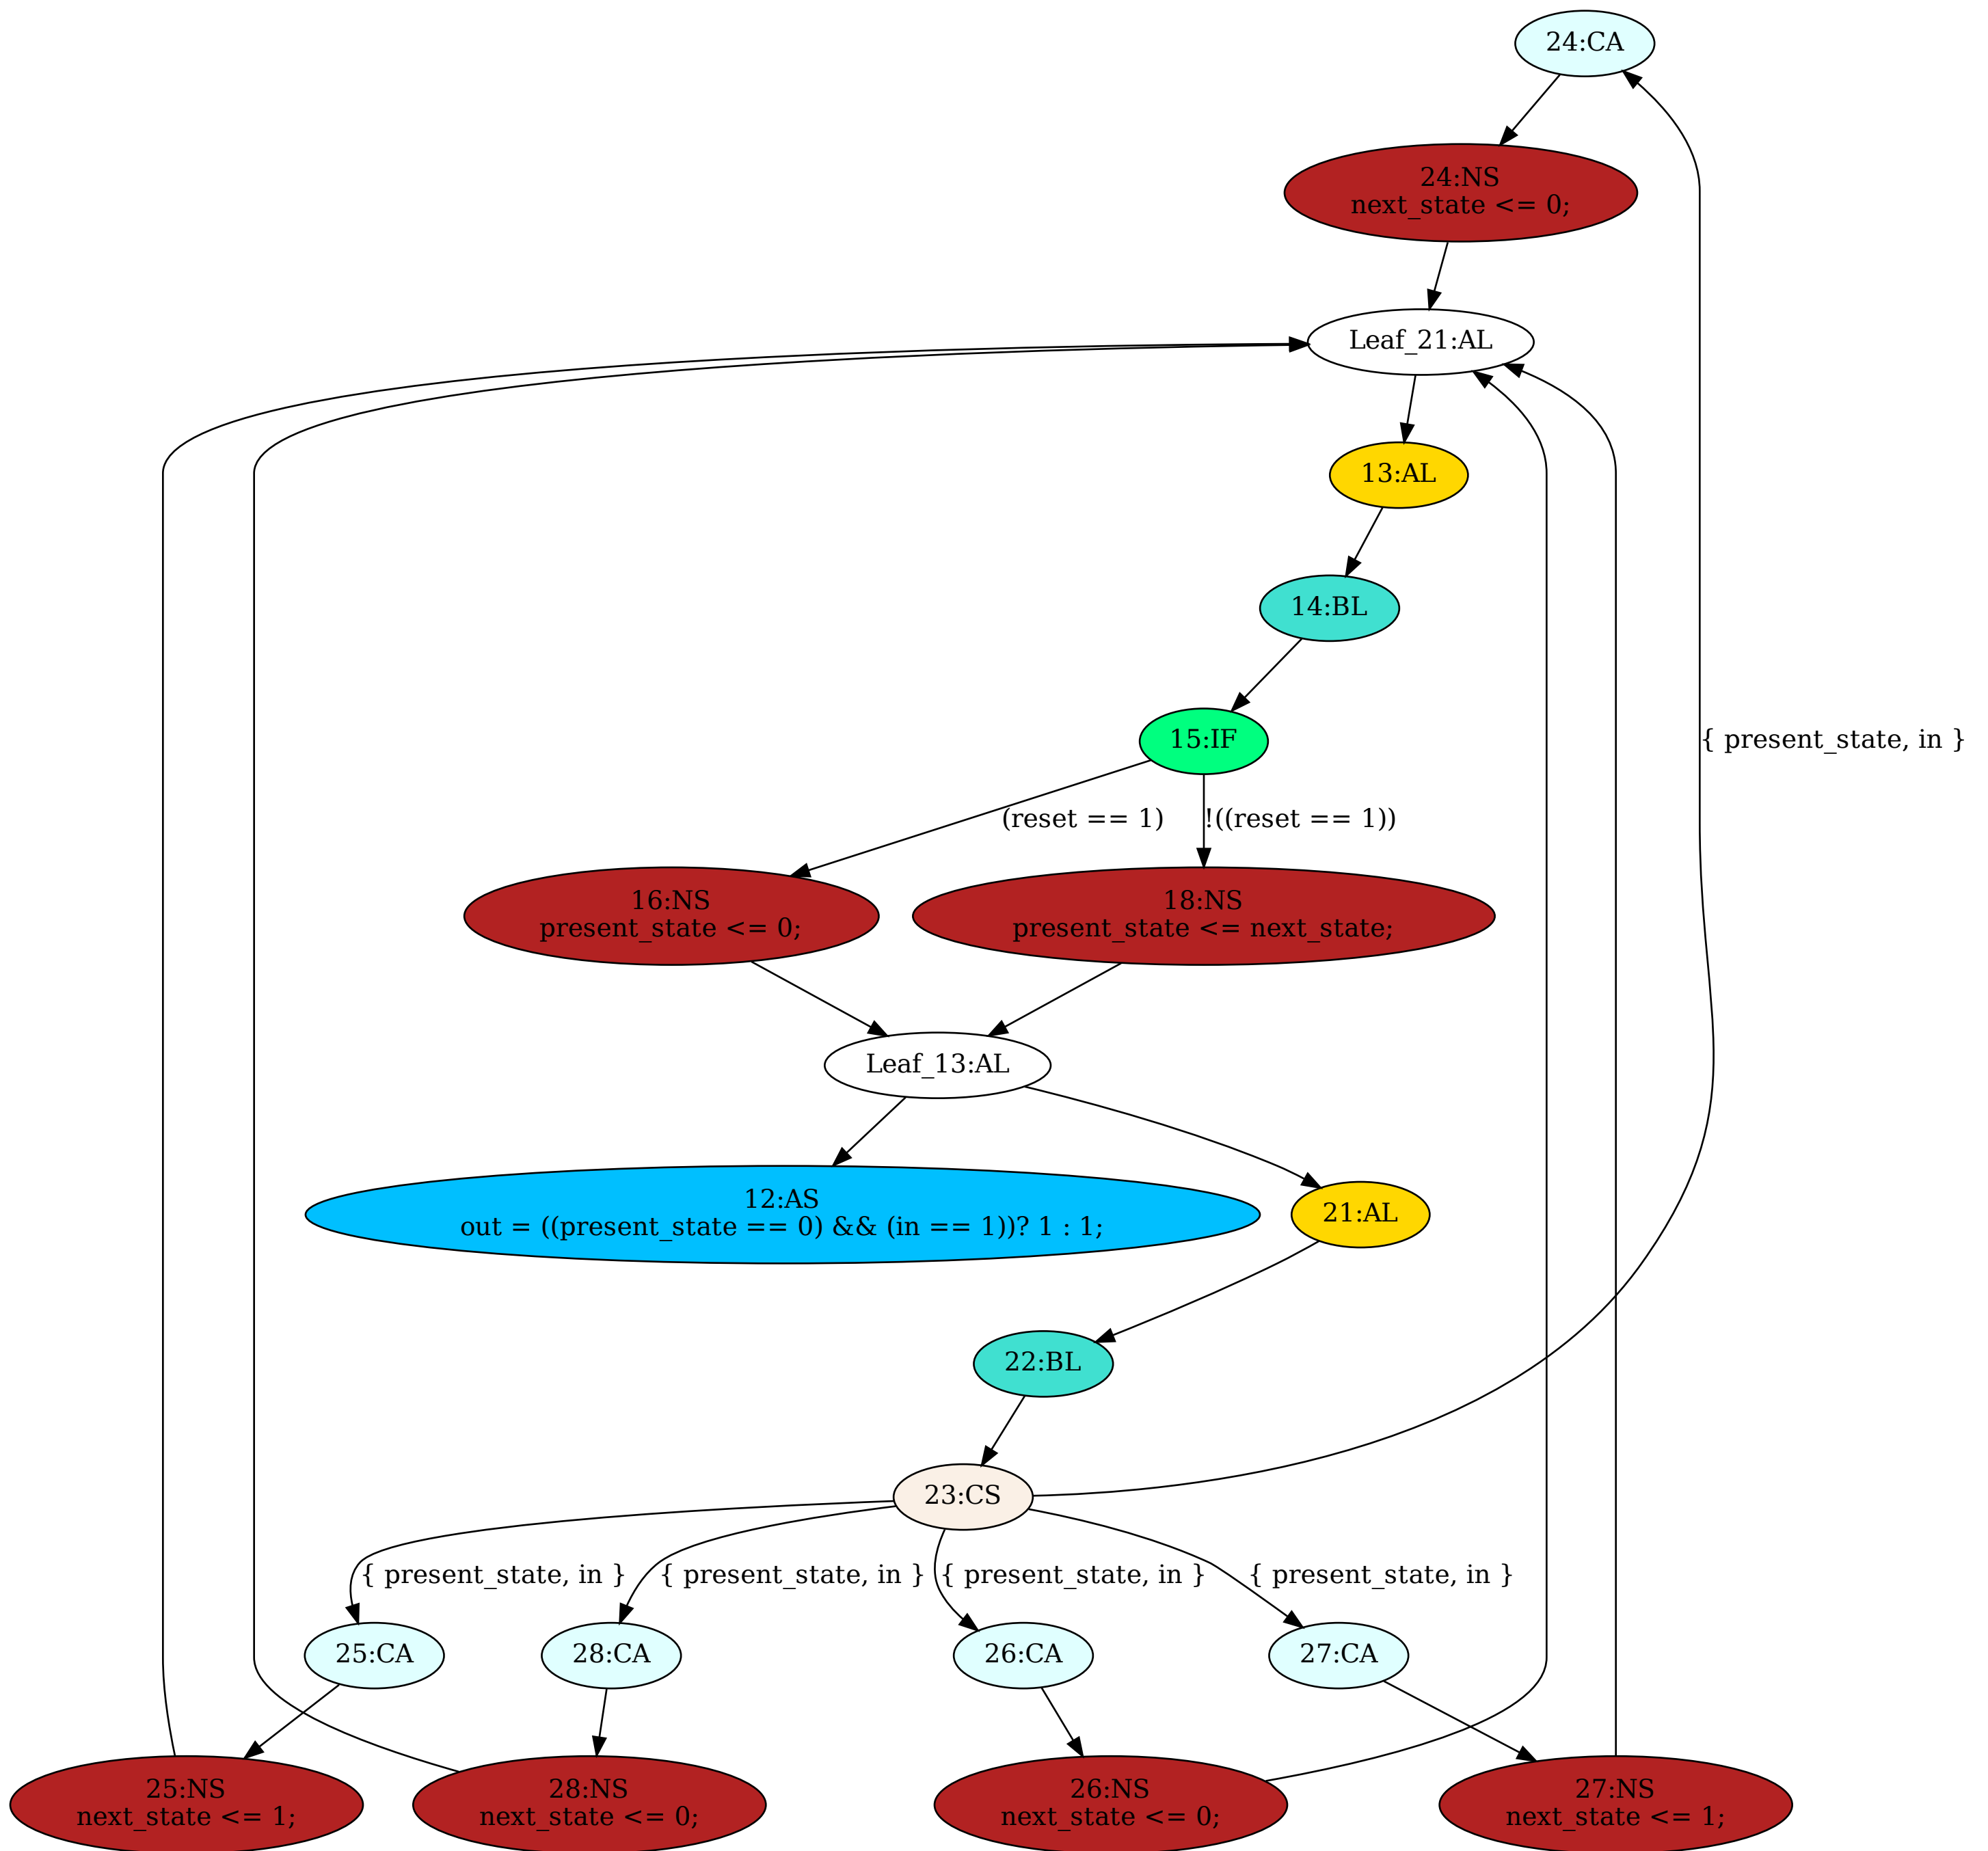 24:CA
24:NS
next_state <= 0;
Leaf_21:AL
13:AL
14:BL
15:IF
{ present_state, in }
(reset == 1)
!((reset == 1))
16:NS
present_state <= 0;
18:NS
present_state <= next_state;
Leaf_13:AL
12:AS
out = ((present_state == 0) && (in == 1))? 1 : 1;
21:AL
22:BL
23:CS
{ present_state, in }
{ present_state, in }
{ present_state, in }
{ present_state, in }
25:CA
28:CA
26:CA
27:CA
25:NS
next_state <= 1;
28:NS
next_state <= 0;
26:NS
next_state <= 0;
27:NS
next_state <= 1;